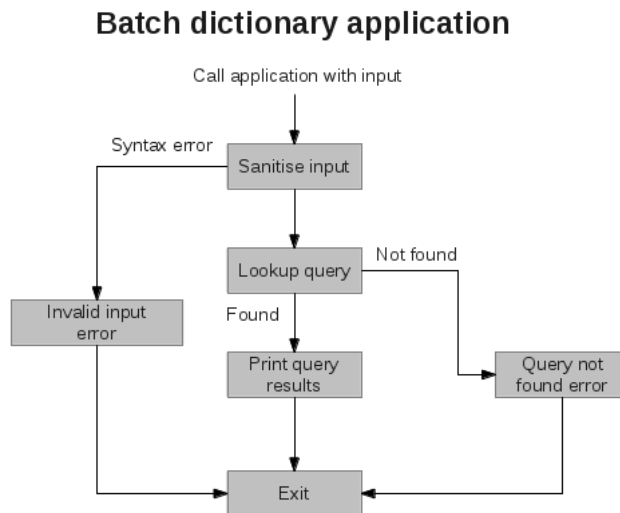 Batch dictionary application
Call application with input
Syntax error
Sanitise input
Lookup query
Not found
Invalid input
error
Found
Print query
results
Query not
found error
Exit